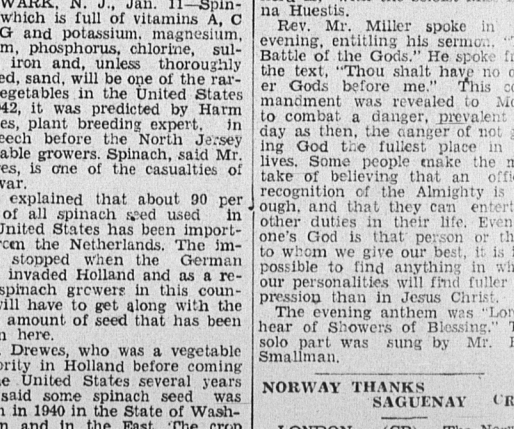 WARK, N. J., Jan. 11—Spin-
which is full of vitamins A, C
G and potassium, magnesium,
m, phosphorus, chlorine, sul-
iron and, unless thoroughly
ed, sand, will be one of the rar-
egetables in the United States
42, it was predicted by Harm
es, plant breeding expert, in
eech before the North Jersey
able growers. Spinach, said Mr.
es, is one of the casualties of
war.
explained that about 90 per
of all spinach seed used in
United States has been import-
rom the Netherlands. The im-
stopped when the German
invaded Holland and as a re-
spinach growers in this coun-
will have to get along with the
amount of seed that has been
n here.
. Drewes, who was a vegetable
ority in Holland before coming
e United States several years
said some spinach seed was
n in 1940 in the State of Wash-
n and in the East. The crop
na Huestis.
Rev. Mr. Miller spoke in
evening, entitling his sermon, "
Battle of the Gods." He spoke f
the text, "Thou shalt have no o
er Gods before me." This co
mandment was revealed to Mo
to combat a danger, prevalent
day as then, the danger of not g
ing God the fullest place in
lives. Some people make the m
take of believing that an offi
recognition of the Almighty is
ough, and that they can entert
other duties in their life. Even
one's God is that person or th
to whom we give our best, it is i
possible to find anything in wh
our personalities will find fuller
pression than in Jesus Christ.
The evening anthem was "Lor
hear of Showers of Blessing." T
solo part was sung by Mr. F
Smallman.
NORWAY THANKS
SAGUENAY CR
LONDON (CP) The Nor